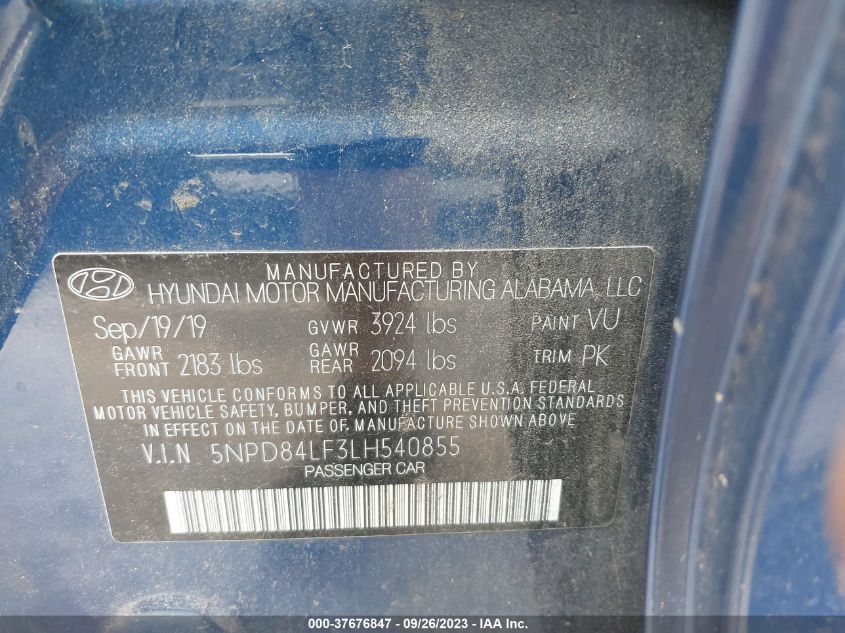 MANUFACTURED BY
HYUNDAI MOTOR MANUFACTURING ALABAMA, LLC
Sep/19/19 GVWR 3924 lbs PAINT VU
GAWR FRONT 2183 lbs GAWR REAR 2094 lbs TRIM PK
THIS VEHICLE CONFORMS TO ALL APPLICABLE U.S.A. FEDERAL
MOTOR VEHICLE SAFETY, BUMPER, AND THEFT PREVENTION STANDARDS
IN EFFECT ON THE DATE OF MANUFACTURE SHOWN ABOVE
V.I.N 5NPD84LF3LH540855
PASSENGER CAR
000-37676847 - 09/26/2023 - © IAA Inc.